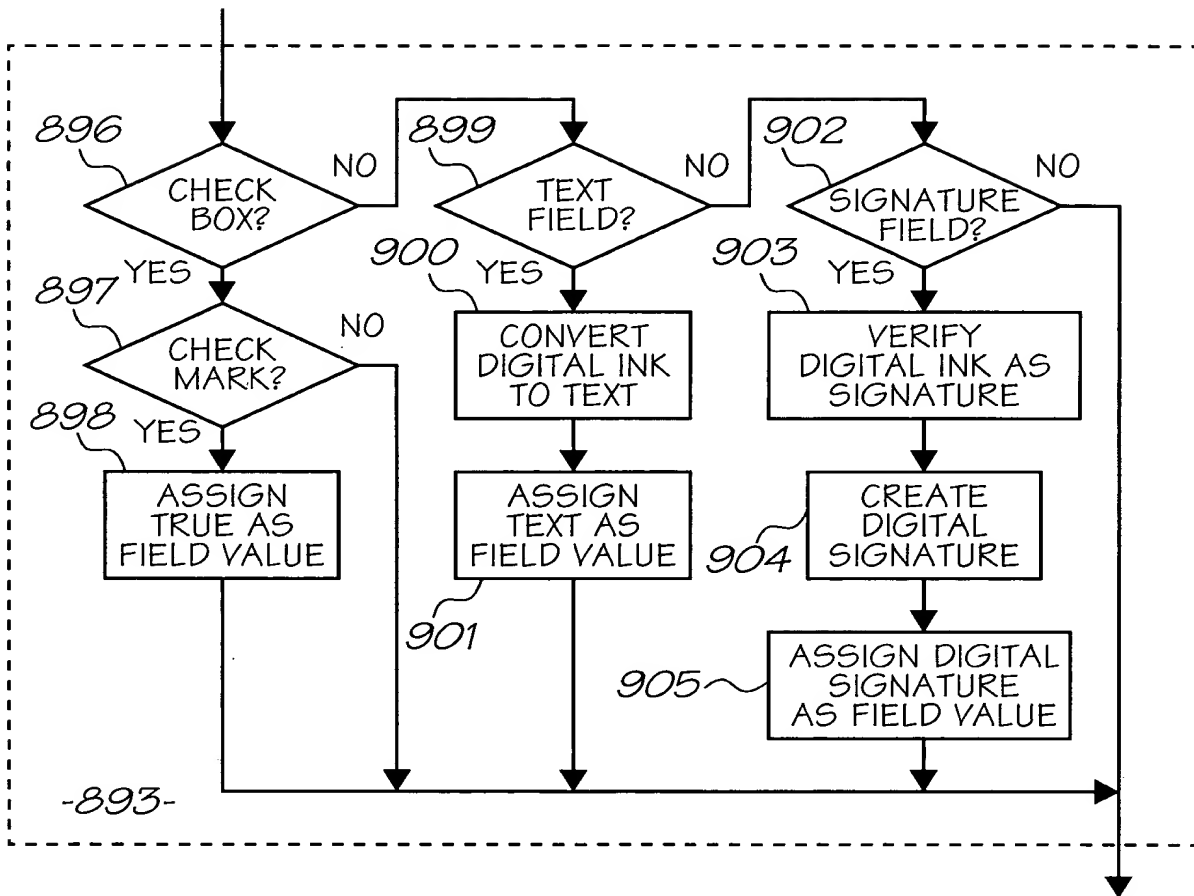 896
CHECK
BOX?
NO
YES
897
CHECK
MARK?
NO
YES
898
ASSIGN
TRUE AS
FIELD VALUE
899
TEXT
FIELD?
NO
YES
900
CONVERT
DIGITAL INK
TO TEXT
ASSIGN
TEXT AS
FIELD VALUE
901
902
SIGNATURE
FIELD?
NO
YES
903
VERIFY
DIGITAL INK AS
SIGNATURE
CREATE
DIGITAL
SIGNATURE
904
ASSIGN DIGITAL
SIGNATURE
AS FIELD VALUE
905
-893-